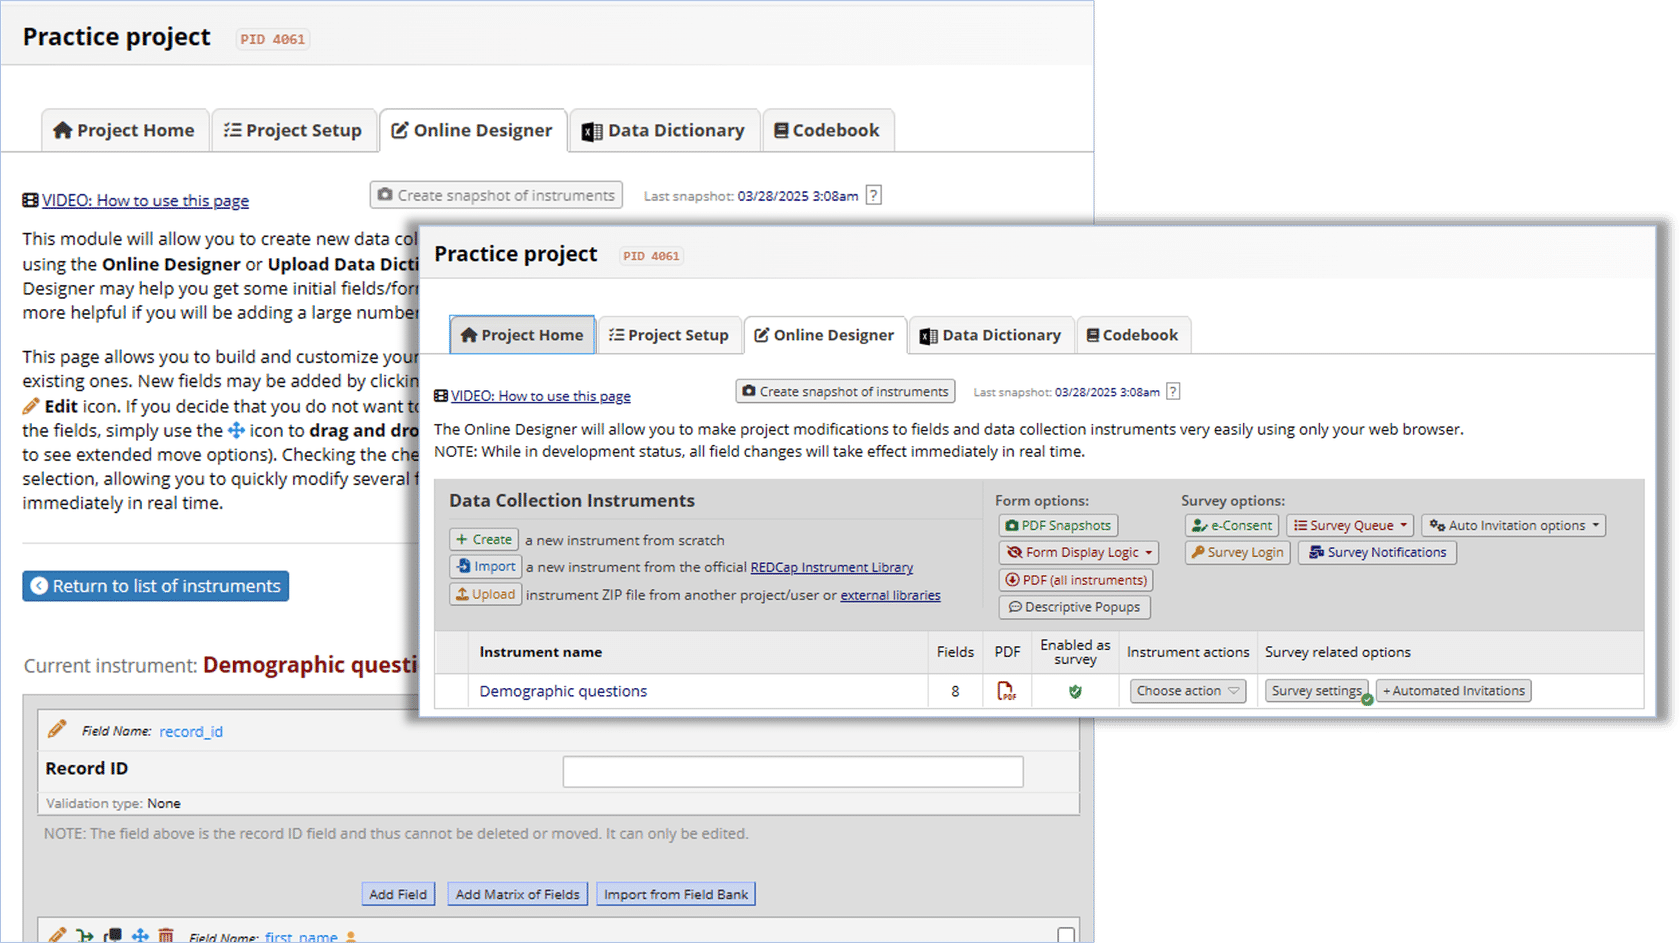 Practice project PID 4061
Project Home Project Setup Online Designer Data Dictionary Codebook
VIDEO: How to use this page Create snapshot of instruments Last snapshot: 03/28/2025 3:08am ?
This module will allow you to create new data col
using the Online Designer or Upload Data Dicti
Designer may help you get some initial fields/for
more helpful if you will be adding a large number
This page allows you to build and customize your
existing ones. New fields may be added by clickin
Edit icon. If you decide that you do not want to
the fields, simply use the icon to drag and dro
to see extended move options). Checking the che
selection, allowing you to quickly modify several f
immediately in real time.
Return to list of instruments
Current instrument: Demographic questi
Field Name: record_id
Record ID
Validation type: None
NOTE: The field above is the record ID field and thus cannot be deleted or moved. It can only be edited.
Add Field Add Matrix of Fields Import from Field Bank
Field Name: first_name
Practice project PID 4061
Project Home Project Setup Online Designer Data Dictionary Codebook
VIDEO: How to use this page Create snapshot of instruments Last snapshot: 03/28/2025 3:08am ?
The Online Designer will allow you to make project modifications to fields and data collection instruments very easily using only your web browser.
NOTE: While in development status, all field changes will take effect immediately in real time.
Data Collection Instruments
+ Create a new instrument from scratch
Import a new instrument from the official REDCap Instrument Library
Upload instrument ZIP file from another project/user or external libraries
Form options:
PDF Snapshots
Form Display Logic
PDF (all instruments)
Descriptive Popups
Survey options:
e-Consent Survey Queue Auto Invitation options
Survey Login Survey Notifications
Instrument name Fields PDF Enabled as survey Instrument actions Survey related options
Demographic questions 8 PDF Choose action Survey settings + Automated Invitations